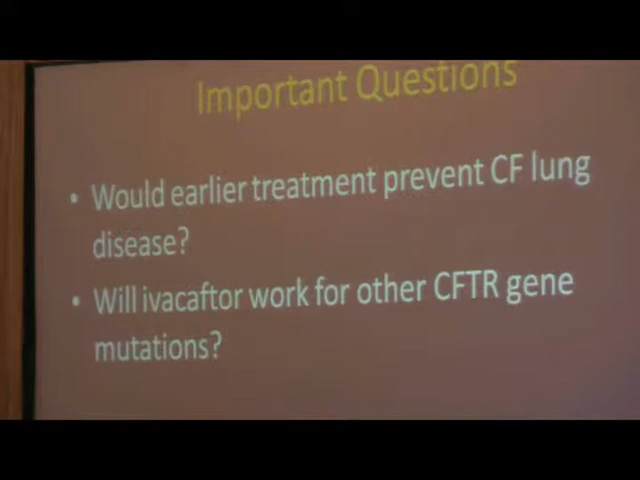 Important Questions
• Would earlier treatment prevent CF lung
disease?
• Will ivacaftor work for other CFTR gene
mutations?